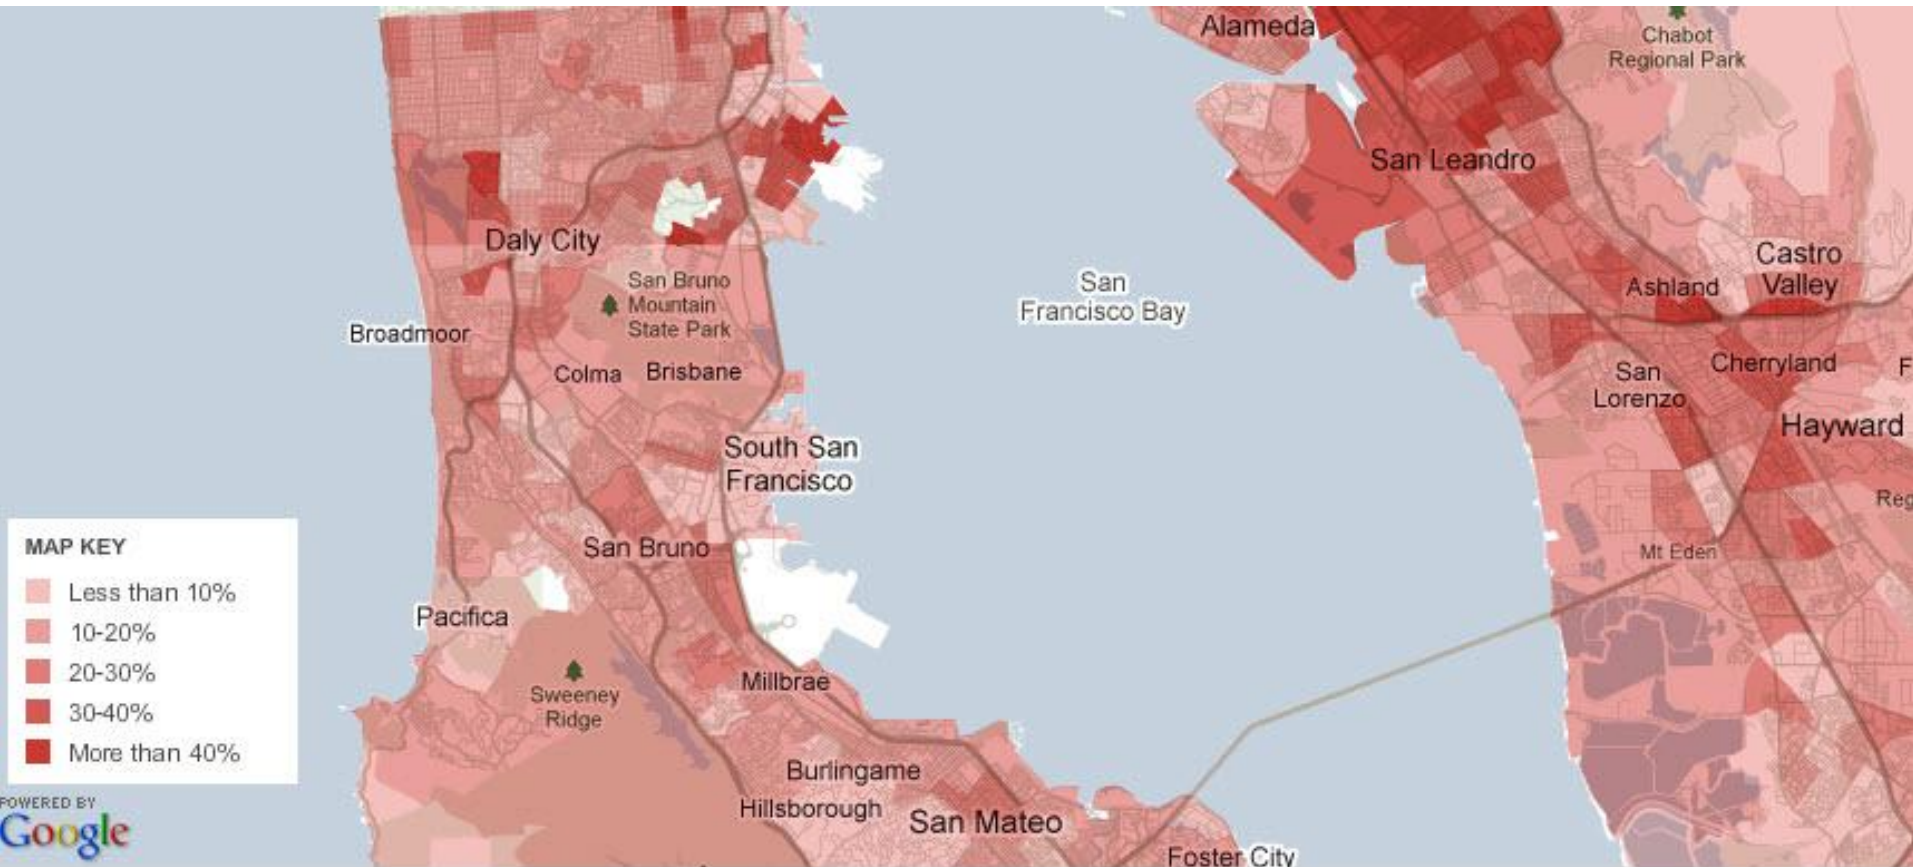 Alameda
Chabot
Regional Park
San Leandro
Daly City
Castro
Valley
San Bruno
Mountain
State Park
San
Francisco Bay
Ashland
Broadmoor
Colma
Brisbane
San
Lorenzo
Cherryland
F
Hayward
South San
Francisco
Reg
MAP KEY
Less than 10%
10-20%
20-30%
30-40%
More than 40%
San Bruno
Mt Eden
Pacifica
Sweeney
Ridge
Millbrae
Burlingame
Hillsborough
San Mateo
Foster City
POWERED BY
Google